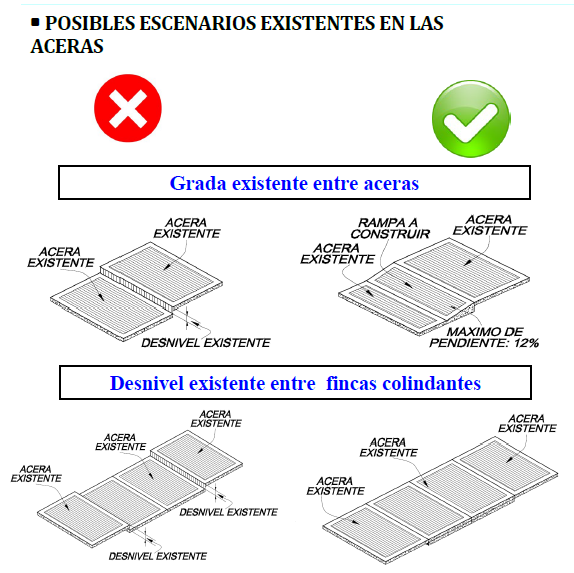 ▪ POSIBLES ESCENARIOS EXISTENTES EN LAS
ACERAS
Grada existente entre aceras
ACERA
EXISTENTE
ACERA
EXISTENTE
DESNIVEL EXISTENTE
RAMPA A
CONSTRUIR
ACERA
EXISTENTE
ACERA
EXISTENTE
MAXIMO DE
PENDIENTE: 12%
Desnivel existente entre fincas colindantes
ACERA
EXISTENTE
ACERA
EXISTENTE
ACERA
EXISTENTE
DESNIVEL EXISTENTE
DESNIVEL EXISTENTE
ACERA
EXISTENTE
ACERA
EXISTENTE
ACERA
EXISTENTE